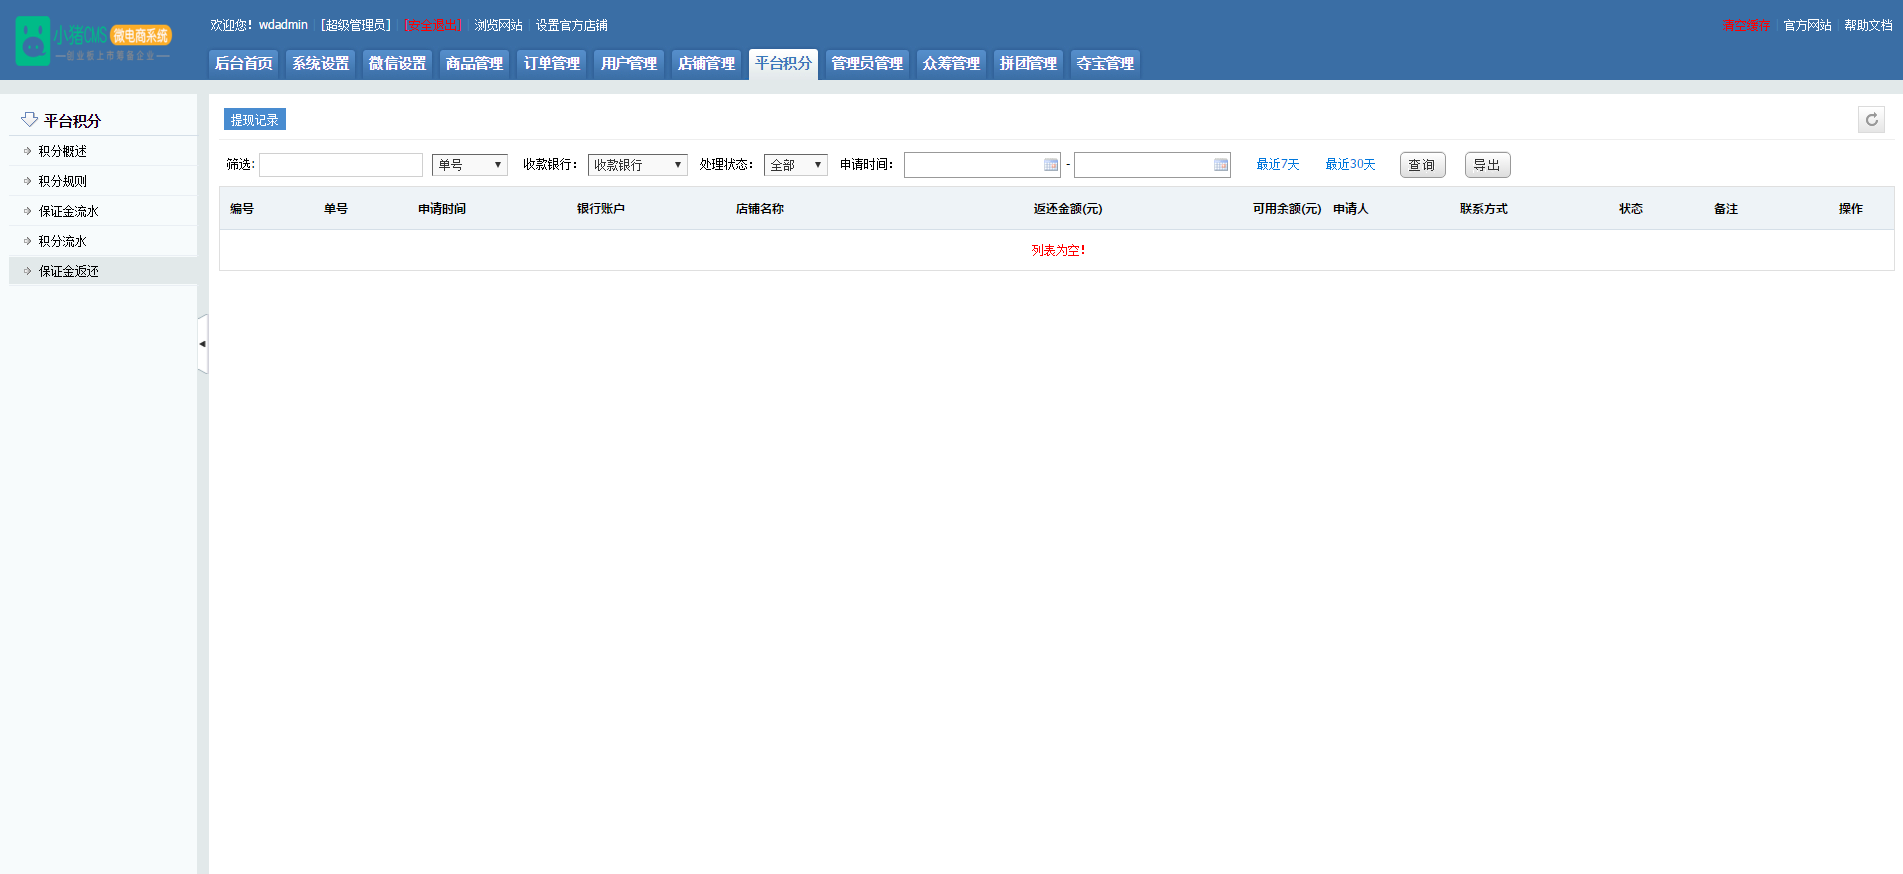 小猪CMS 微电商系统
—创业板上市筹备企业—
欢迎您！wdadmin [超级管理员] [安全退出] 浏览网站 设置官方店铺
清空缓存 官方网站 帮助文档
后台首页 系统设置 微信设置 商品管理 订单管理 用户管理 店铺管理 平台积分 管理员管理 众筹管理 拼团管理 夺宝管理
平台积分
积分概述
积分规则
保证金流水
积分流水
保证金返还
提现记录
筛选: 单号 收款银行： 收款银行 处理状态： 全部 申请时间： - 最近7天 最近30天 查询 导出
编号 单号 申请时间 银行账户 店铺名称 返还金额(元) 可用余额(元) 申请人 联系方式 状态 备注 操作
列表为空！